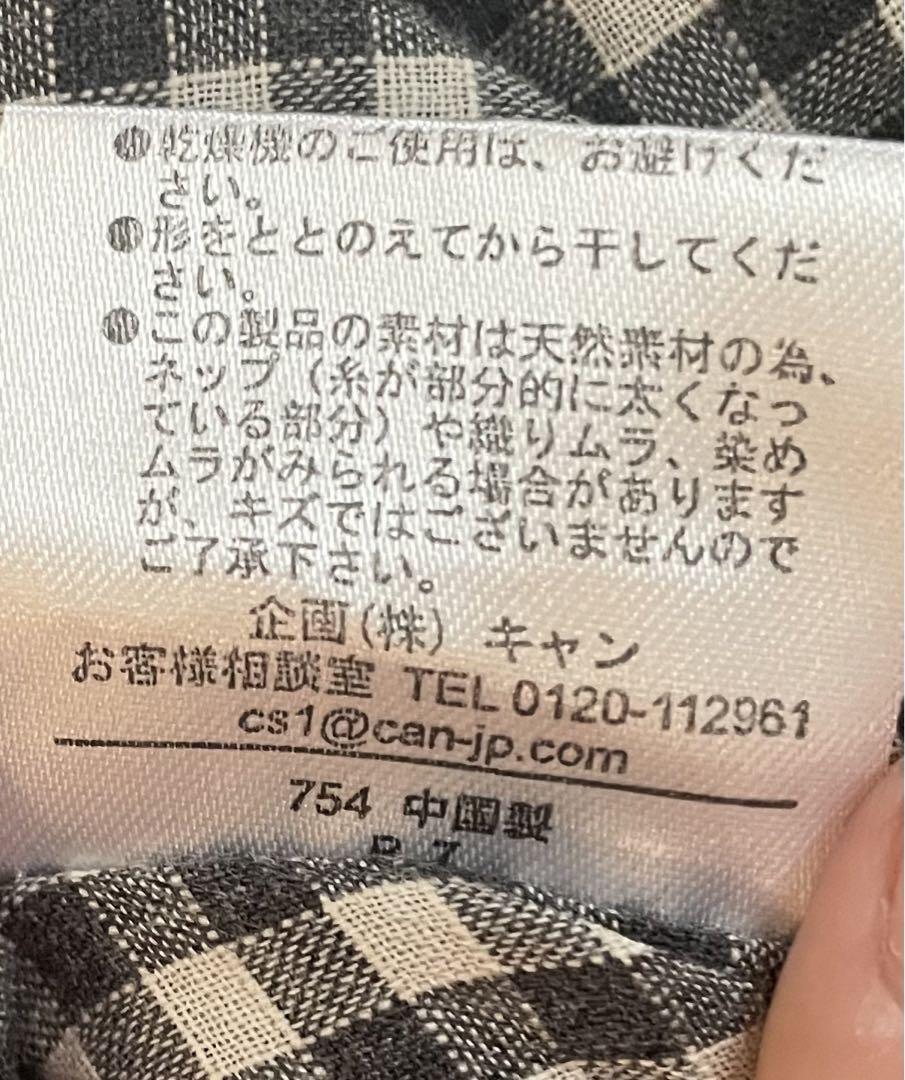 ●乾燥機のご使用は、お避けくだ
さい。
●形をととのえてから干してくだ
さい。
●この製品の素材は天然素材の為、
ネップ（糸が部分的に太くなっ
ている部分）や織りムラ、染め
ムラがみられる場合があります
が、キズではございませんので
ご了承下さい。
企画(株) キャン
お客様相談室 TEL 0120-112961
cs1@can-jp.com
754 中国製